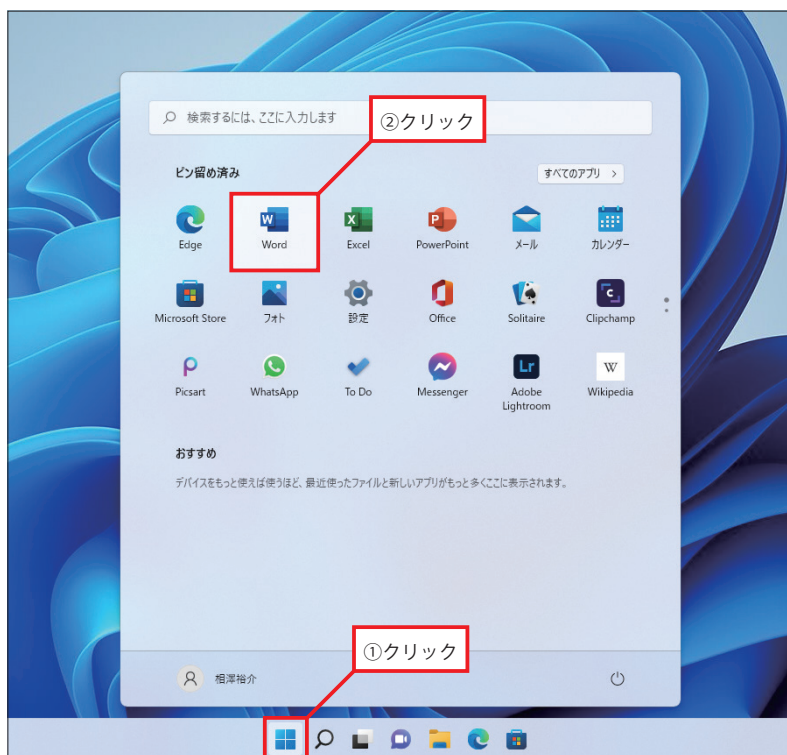 検索するには、ここに入力します
②クリック
ピン留め済み
すべてのアプリ >
Edge
Word
Excel
PowerPoint
メール
カレンダー
Microsoft Store
フォト
設定
Office
Solitaire
Clipchamp
Picsart
WhatsApp
To Do
Messenger
Adobe
Lightroom
Wikipedia
おすすめ
デバイスをもっと使えば使うほど、最近使ったファイルと新しいアプリがもっと多くここに表示されます。
①クリック
相澤裕介